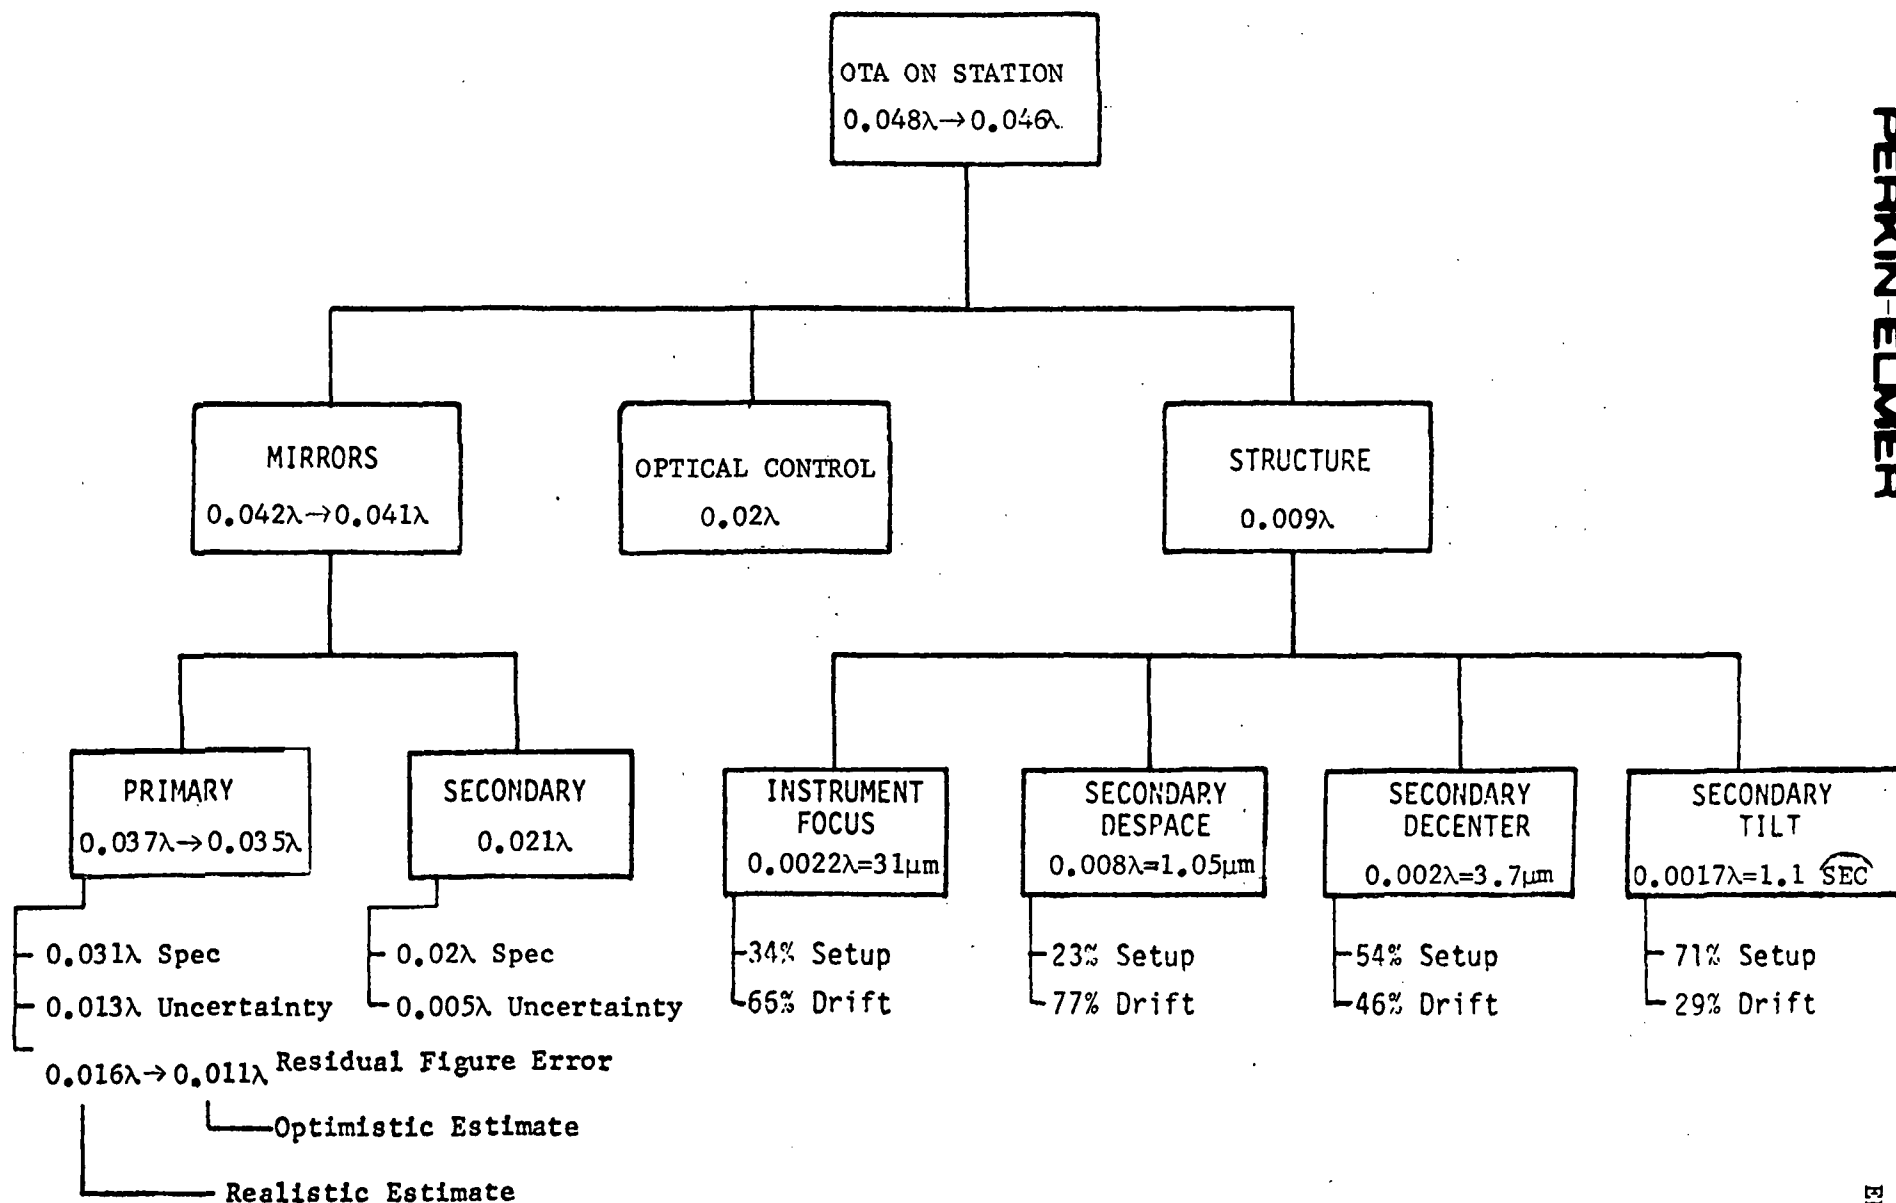 OTA ON STATION
0.048λ→0.046λ
PERKIN-ELMER
MIRRORS
0.042λ→0.041λ
OPTICAL CONTROL
0.02λ
STRUCTURE
0.009λ
PRIMARY
0.037λ→0.035λ
SECONDARY
0.021λ
INSTRUMENT
FOCUS
0.0022λ=31μm
SECONDARY
DESPACE
0.008λ=1.05μm
SECONDARY
DECENTER
0.002λ=3.7μm
SECONDARY
TILT
0.0017λ=1.1 SEC
0.031λ Spec
0.013λ Uncertainty
0.016λ→0.011λ Residual Figure Error
Optimistic Estimate
Realistic Estimate
0.02λ Spec
0.005λ Uncertainty
34% Setup
66% Drift
23% Setup
77% Drift
54% Setup
46% Drift
71% Setup
29% Drift